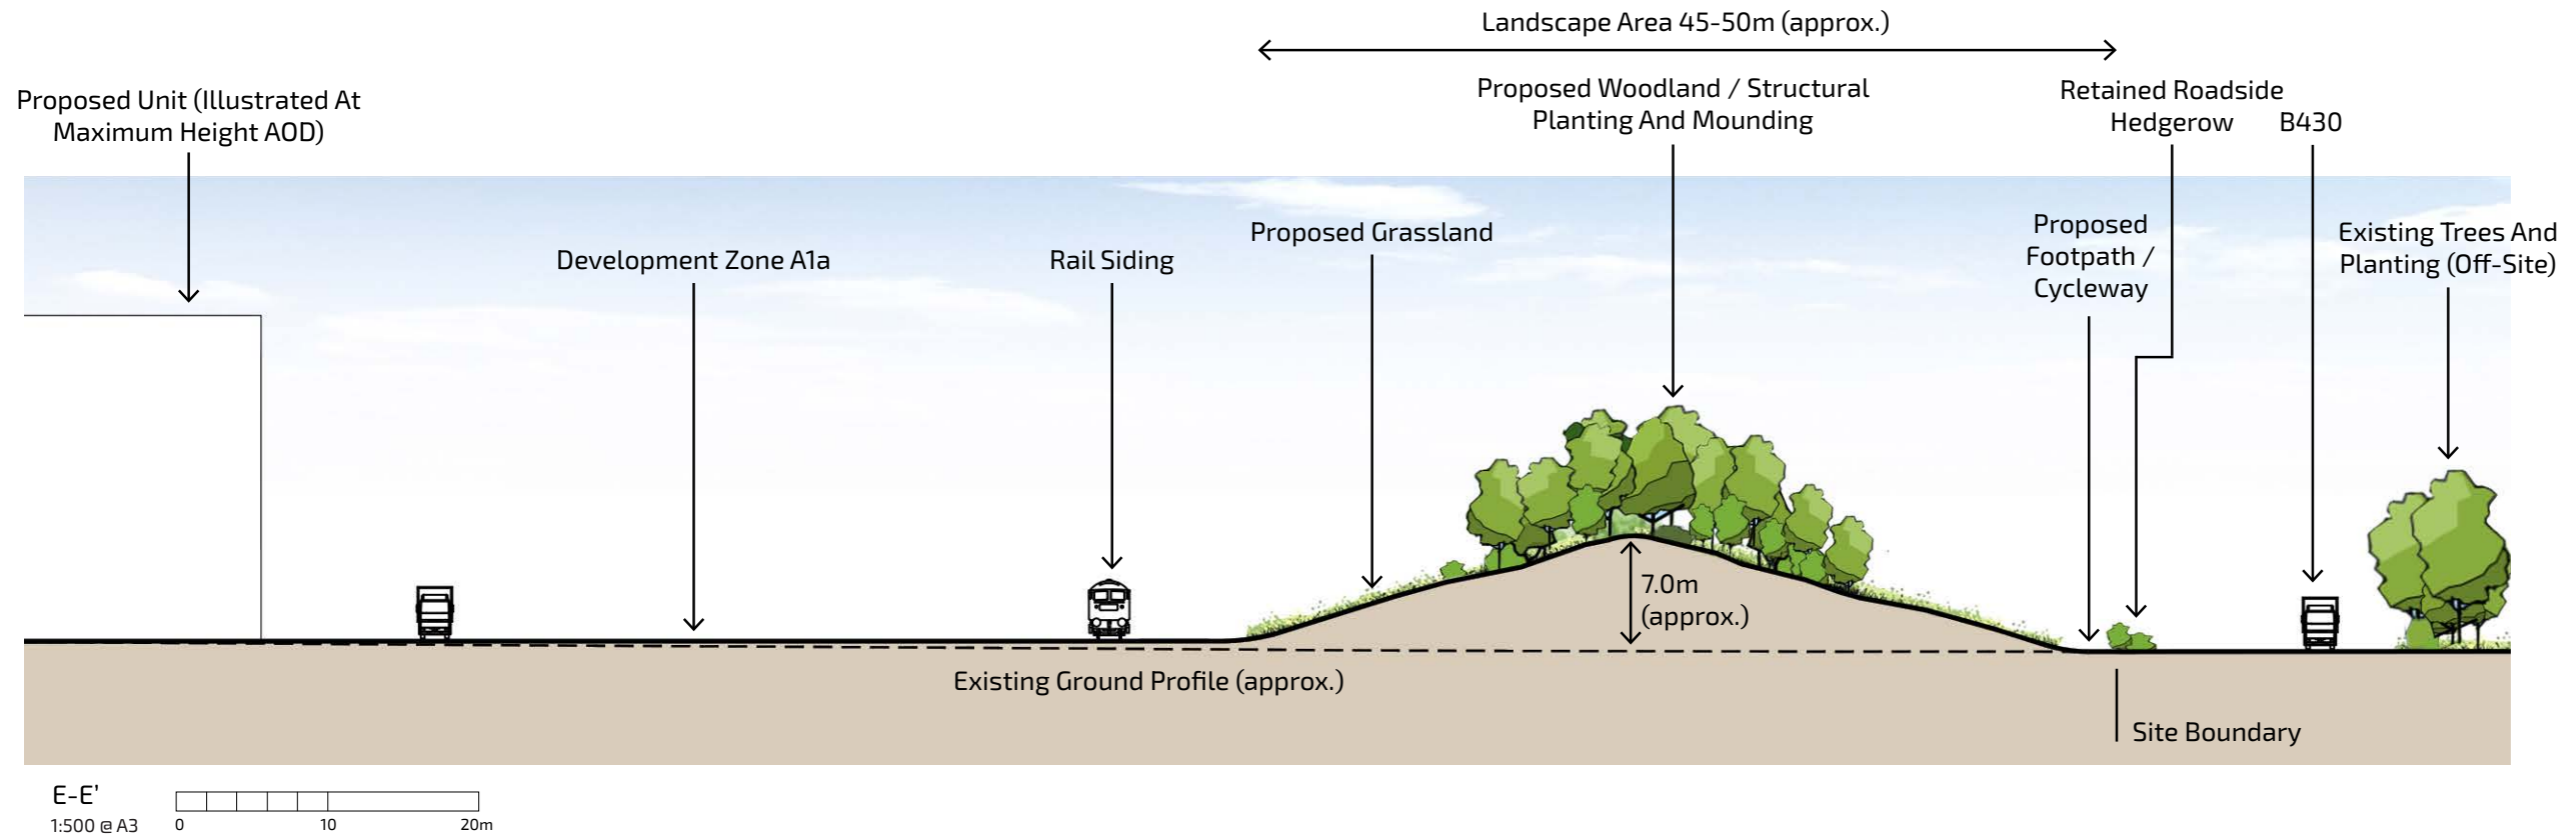 Landscape Area 45-50m (approx.)
Proposed Unit (Illustrated At
Maximum Height AOD)
Proposed Woodland / Structural
Planting And Mounding
Retained Roadside
Hedgerow
B430
Development Zone A1a
Rail Siding
Proposed Grassland
Proposed
Footpath /
Cycleway
Existing Trees And
Planting (Off-Site)
7.0m
(approx.)
Existing Ground Profile (approx.)
Site Boundary
E-E’
1:500 @ A3
0 10 20m